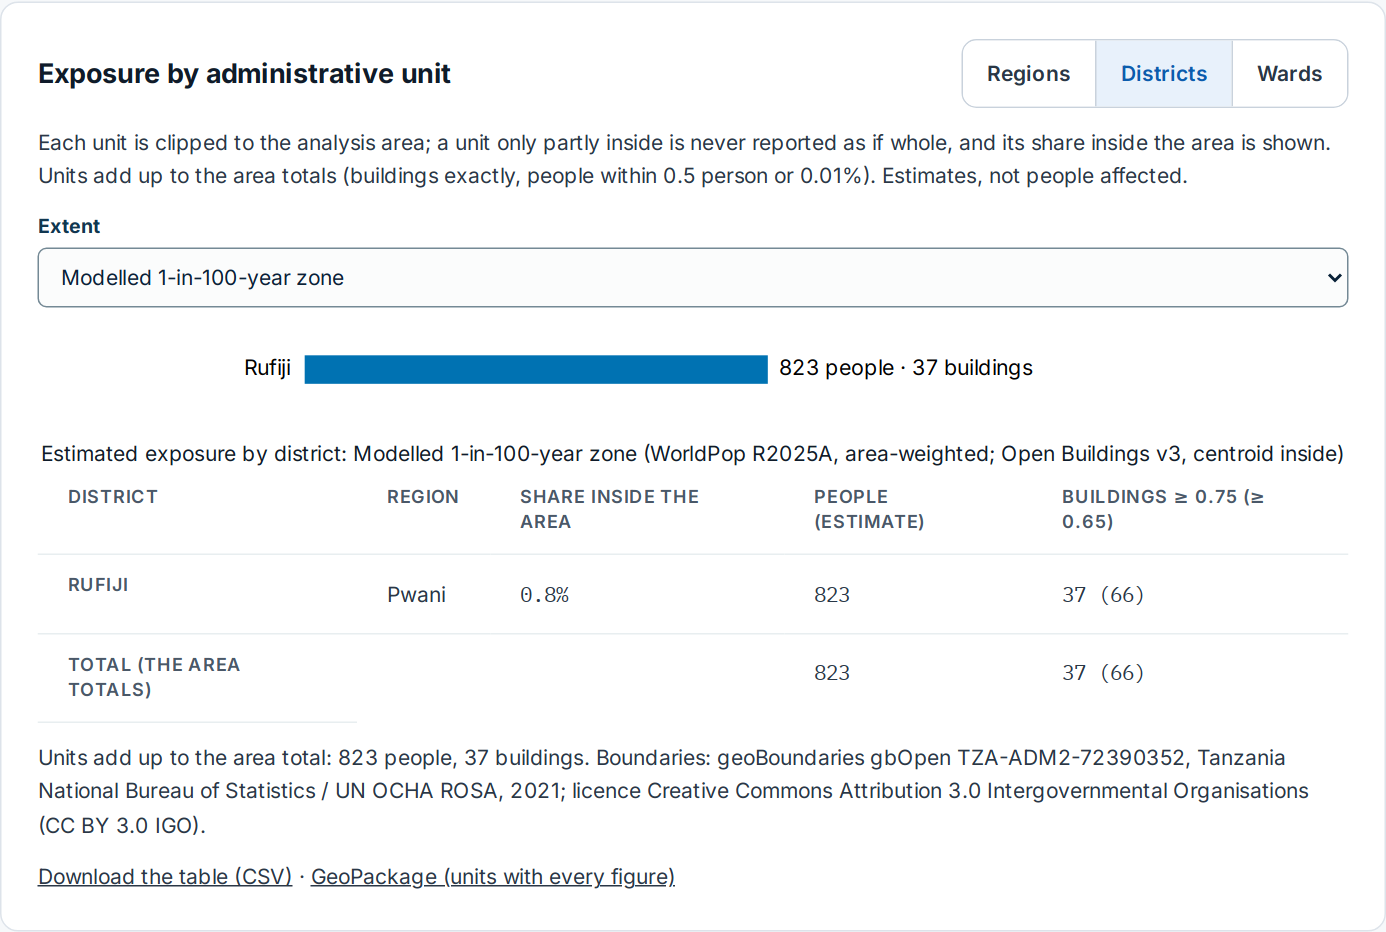 Exposure by administrative unit
Regions
Districts
Wards
Each unit is clipped to the analysis area; a unit only partly inside is never reported as if whole, and its share inside the area is shown.
Units add up to the area totals (buildings exactly, people within 0.5 person or 0.01%). Estimates, not people affected.
Extent
Modelled 1-in-100-year zone
Rufiji 823 people · 37 buildings
Estimated exposure by district: Modelled 1-in-100-year zone (WorldPop R2025A, area-weighted; Open Buildings v3, centroid inside)
DISTRICT REGION SHARE INSIDE THE PEOPLE BUILDINGS ≥ 0.75 (≥
AREA (ESTIMATE) 0.65)
RUFIJI Pwani 0.8% 823 37 (66)
TOTAL (THE AREA 823 37 (66)
TOTALS)
Units add up to the area total: 823 people, 37 buildings. Boundaries: geoBoundaries gbOpen TZA-ADM2-72390352, Tanzania
National Bureau of Statistics / UN OCHA ROSA, 2021; licence Creative Commons Attribution 3.0 Intergovernmental Organisations
(CC BY 3.0 IGO).
Download the table (CSV) · GeoPackage (units with every figure)